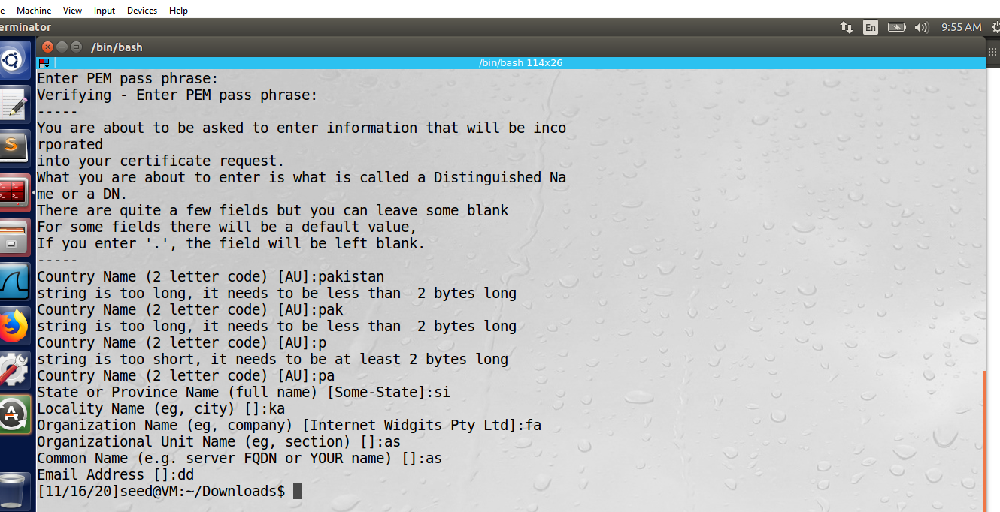 Machine View Input Devices Help
erminator
En
9:55 AM
/bin/bash
/bin/bash 114x26
Enter PEM pass phrase:
Verifying - Enter PEM pass phrase:
-----
You are about to be asked to enter information that will be inco
rporated
into your certificate request.
What you are about to enter is what is called a Distinguished Na
me or a DN.
There are quite a few fields but you can leave some blank
For some fields there will be a default value,
If you enter '.', the field will be left blank.
-----
Country Name (2 letter code) [AU]:pakistan
string is too long, it needs to be less than  2 bytes long
Country Name (2 letter code) [AU]:pak
string is too long, it needs to be less than  2 bytes long
Country Name (2 letter code) [AU]:p
string is too short, it needs to be at least 2 bytes long
Country Name (2 letter code) [AU]:pa
State or Province Name (full name) [Some-State]:si
Locality Name (eg, city) []:ka
Organization Name (eg, company) [Internet Widgits Pty Ltd]:fa
Organizational Unit Name (eg, section) []:as
Common Name (e.g. server FQDN or YOUR name) []:as
Email Address []:dd
[11/16/20]seed@VM:~/Downloads$